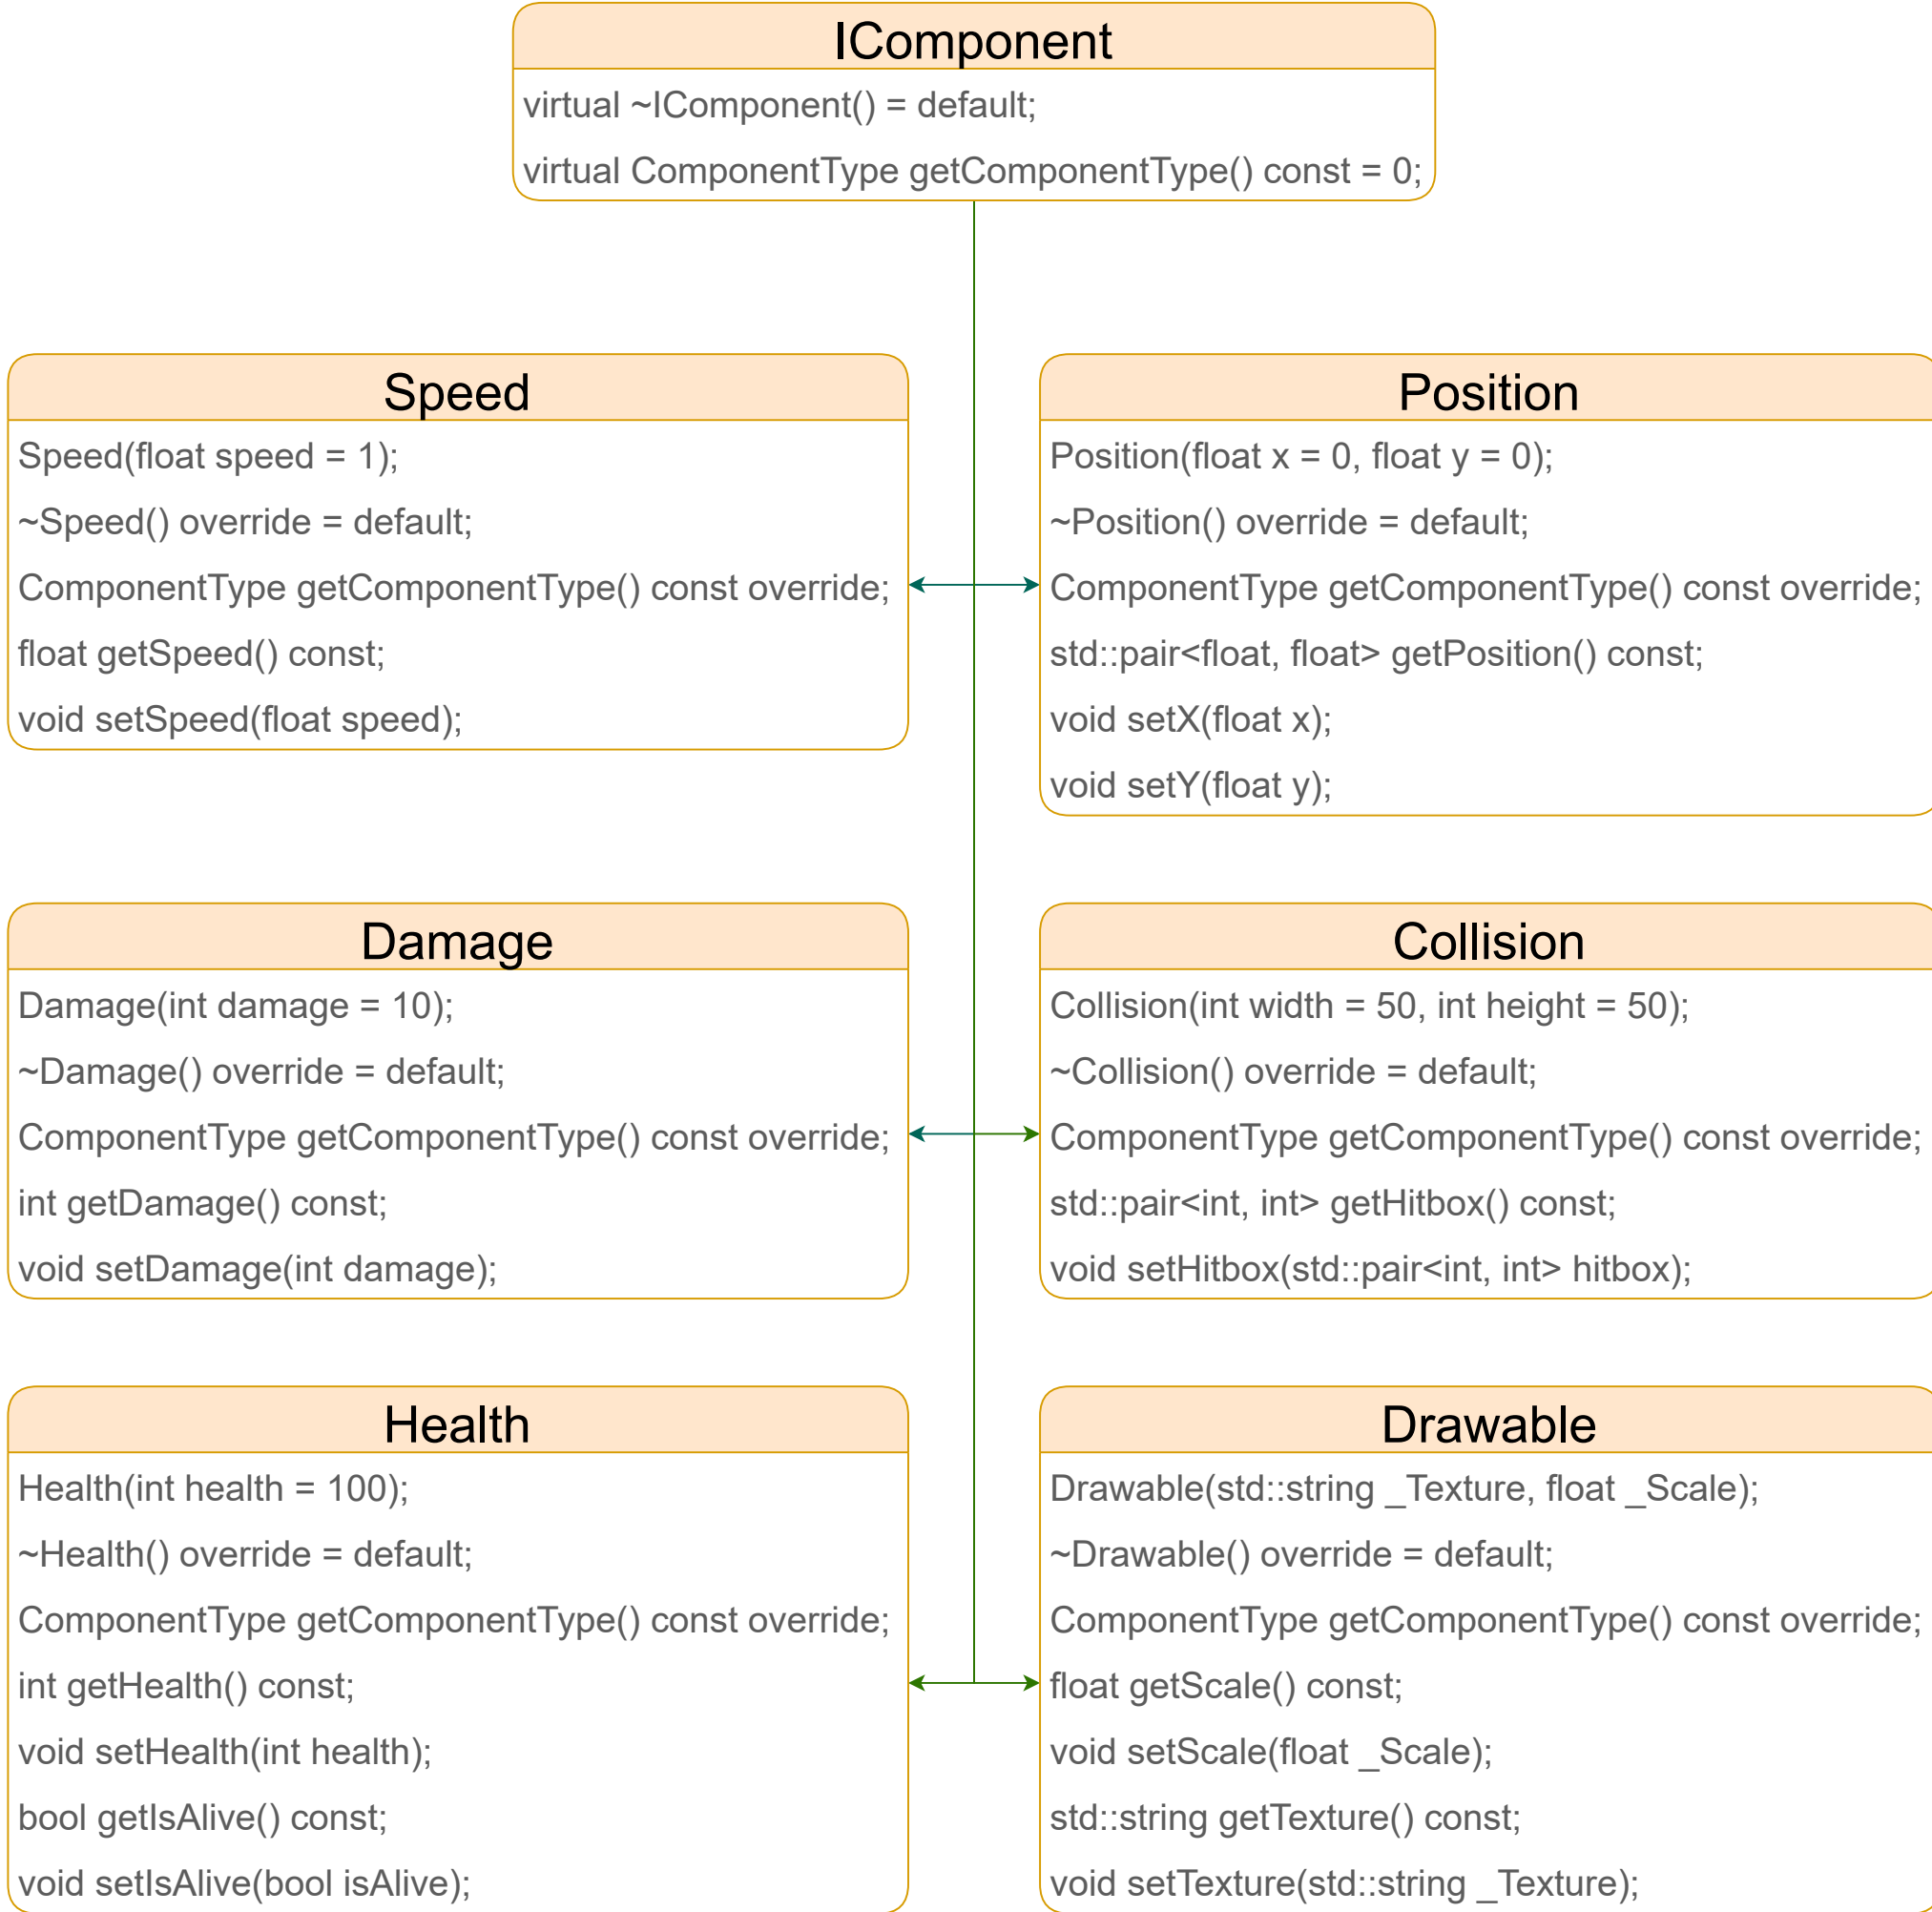 IComponent
virtual ~IComponent() = default;
virtual ComponentType getComponentType() const = 0;
Speed
Speed(float speed = 1);
~Speed() override = default;
ComponentType getComponentType() const override;
float getSpeed() const;
void setSpeed(float speed);
Position
Position(float x = 0, float y = 0);
~Position() override = default;
ComponentType getComponentType() const override;
std::pair<float, float> getPosition() const;
void setX(float x);
void setY(float y);
Damage
Damage(int damage = 10);
~Damage() override = default;
ComponentType getComponentType() const override;
int getDamage() const;
void setDamage(int damage);
Collision
Collision(int width = 50, int height = 50);
~Collision() override = default;
ComponentType getComponentType() const override;
std::pair<int, int> getHitbox() const;
void setHitbox(std::pair<int, int> hitbox);
Health
Health(int health = 100);
~Health() override = default;
ComponentType getComponentType() const override;
int getHealth() const;
void setHealth(int health);
bool getIsAlive() const;
void setIsAlive(bool isAlive);
Drawable
Drawable(std::string _Texture, float _Scale);
~Drawable() override = default;
ComponentType getComponentType() const override;
float getScale() const;
void setScale(float _Scale);
std::string getTexture() const;
void setTexture(std::string _Texture);